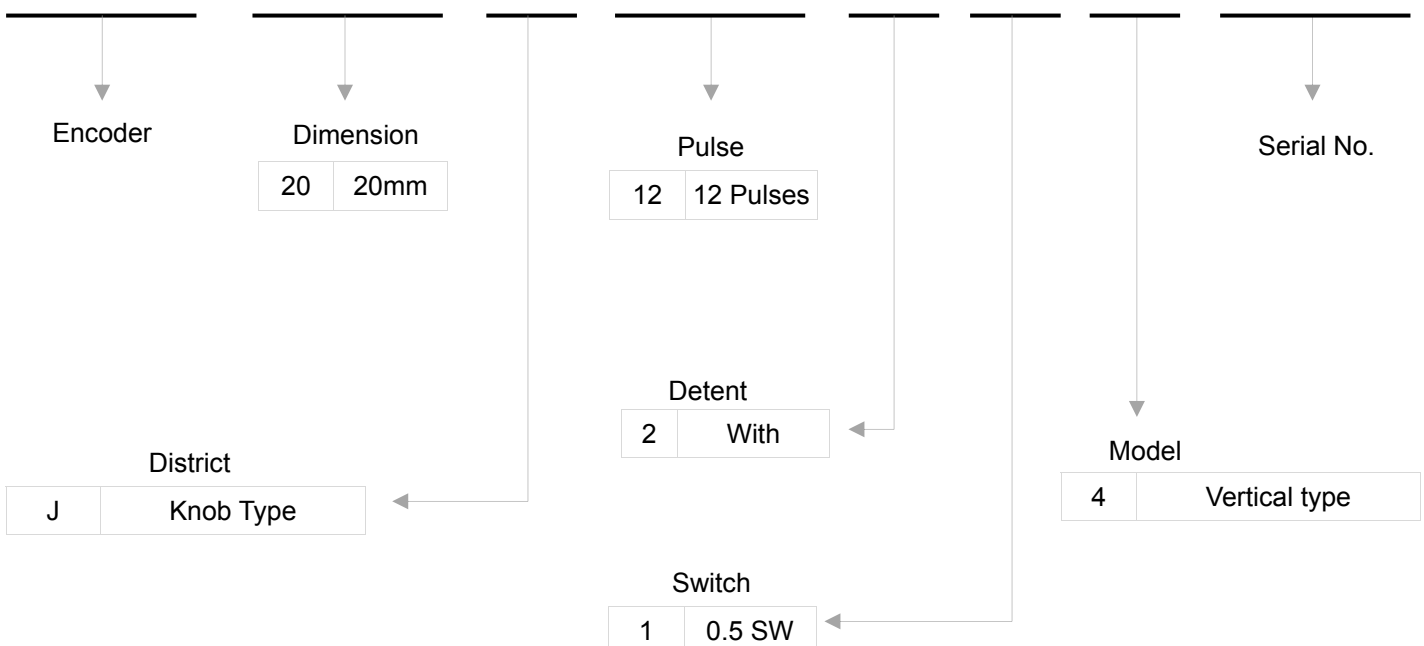 Encoder
Dimension
20 20mm
Pulse
12 12 Pulses
Serial No.
Detent
2 With
District
J Knob Type
Model
4 Vertical type
Switch
1 0.5 SW